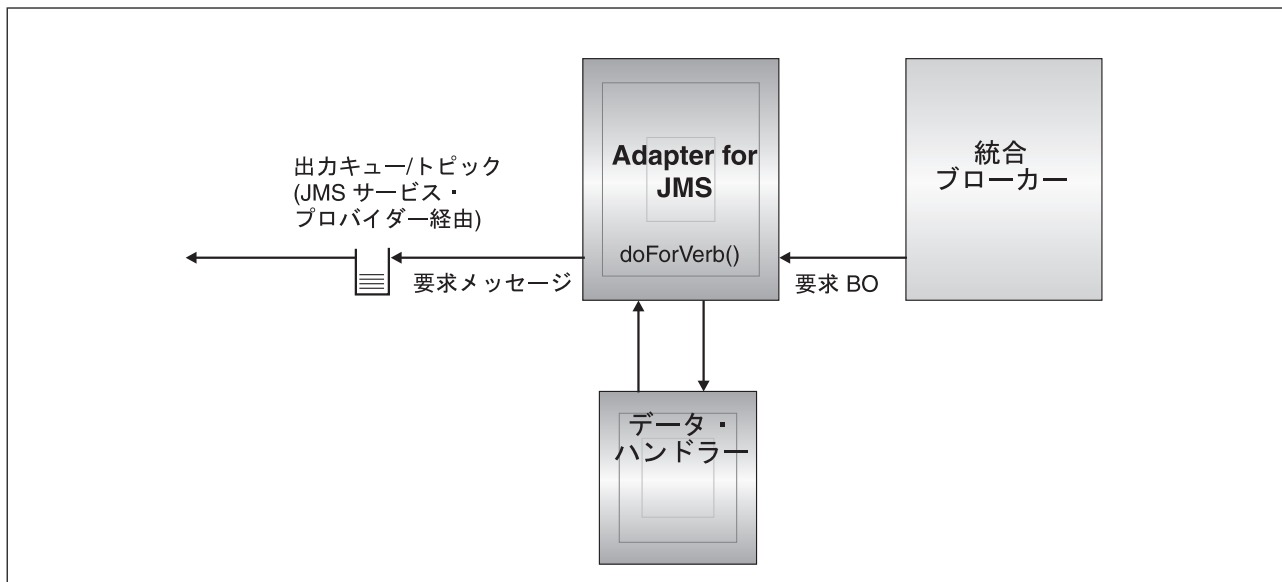 出力キュー/トピック
(JMS サービス・
プロバイダー経由)
要求メッセージ
Adapter for
JMS
doForVerb()
要求 BO
統合
ブローカー
データ・
ハンドラー